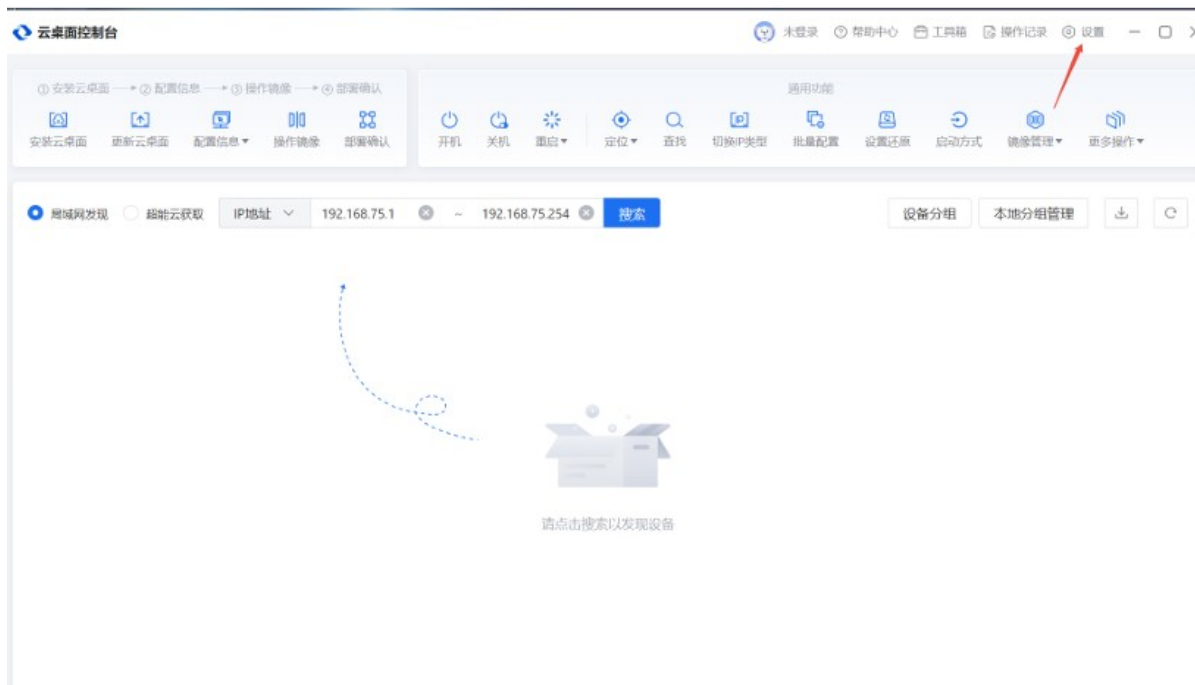 云桌面控制台 未登录 帮助中心 工具箱 操作记录 设置
① 安装云桌面 ② 配置信息 ③ 操作镜像 ④ 部署确认 通用功能
安装云桌面 更新云桌面 配置信息 操作镜像 部署确认 开机 关机 重启 定位 查找 切换IP类型 批量配置 设置还原 启动方式 镜像管理 更多操作
局域网发现 超能云获取 IP地址 192.168.75.1 ~ 192.168.75.254 搜索 设备分组 本地分组管理
请点击搜索以发现设备